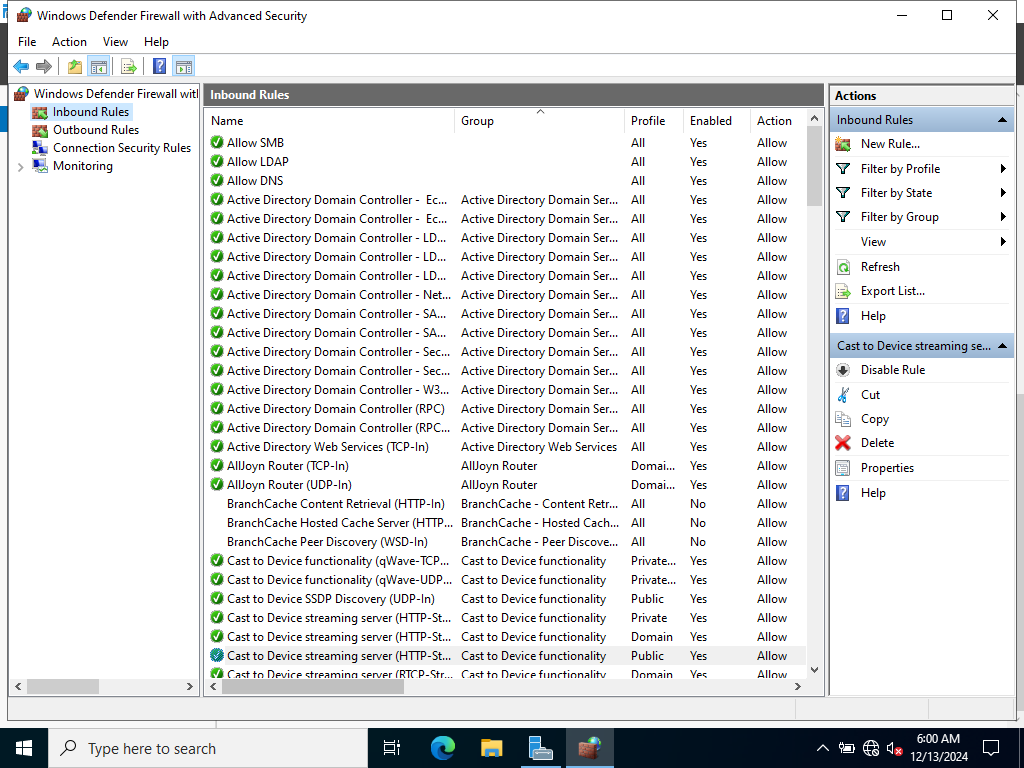 Windows Defender Firewall with Advanced Security
File Action View Help
Windows Defender Firewall wit
Inbound Rules
Outbound Rules
Connection Security Rules
Monitoring
Inbound Rules
Name Group Profile Enabled Action
Allow SMB All Yes Allow
Allow LDAP All Yes Allow
Allow DNS All Yes Allow
Active Directory Domain Controller - Ec... Active Directory Domain Ser... All Yes Allow
Active Directory Domain Controller - Ec... Active Directory Domain Ser... All Yes Allow
Active Directory Domain Controller - LD... Active Directory Domain Ser... All Yes Allow
Active Directory Domain Controller - LD... Active Directory Domain Ser... All Yes Allow
Active Directory Domain Controller - LD... Active Directory Domain Ser... All Yes Allow
Active Directory Domain Controller - Net... Active Directory Domain Ser... All Yes Allow
Active Directory Domain Controller - SA... Active Directory Domain Ser... All Yes Allow
Active Directory Domain Controller - SA... Active Directory Domain Ser... All Yes Allow
Active Directory Domain Controller - Sec... Active Directory Domain Ser... All Yes Allow
Active Directory Domain Controller - Sec... Active Directory Domain Ser... All Yes Allow
Active Directory Domain Controller - W3... Active Directory Domain Ser... All Yes Allow
Active Directory Domain Controller (RPC) Active Directory Domain Ser... All Yes Allow
Active Directory Domain Controller (RPC... Active Directory Domain Ser... All Yes Allow
Active Directory Web Services (TCP-In) Active Directory Web Services All Yes Allow
AllJoyn Router (TCP-In) AllJoyn Router Domai... Yes Allow
AllJoyn Router (UDP-In) AllJoyn Router Domai... Yes Allow
BranchCache Content Retrieval (HTTP-In) BranchCache - Content Retr... All No Allow
BranchCache Hosted Cache Server (HTTP... BranchCache - Hosted Cach... All No Allow
BranchCache Peer Discovery (WSD-In) BranchCache - Peer Discove... All No Allow
Cast to Device functionality (qWave-TCP... Cast to Device functionality Private... Yes Allow
Cast to Device functionality (qWave-UDP... Cast to Device functionality Private... Yes Allow
Cast to Device SSDP Discovery (UDP-In) Cast to Device functionality Public Yes Allow
Cast to Device streaming server (HTTP-St... Cast to Device functionality Private Yes Allow
Cast to Device streaming server (HTTP-St... Cast to Device functionality Domain Yes Allow
Cast to Device streaming server (HTTP-St... Cast to Device functionality Public Yes Allow
Cast to Device streaming server (RTCP-Str... Cast to Device functionality Domain Yes Allow
Actions
Inbound Rules
New Rule...
Filter by Profile
Filter by State
Filter by Group
View
Refresh
Export List...
Help
Cast to Device streaming se...
Disable Rule
Cut
Copy
Delete
Properties
Help
Type here to search
6:00 AM
12/13/2024